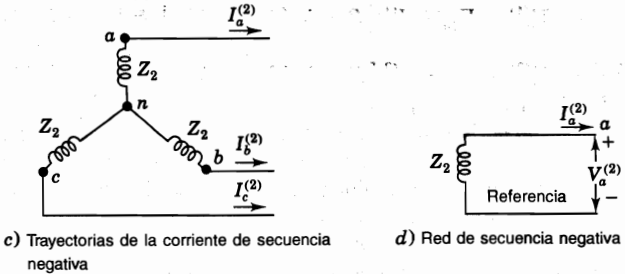 a
I_a^(2)
Z_2
n
Z_2
Z_2
c
b
I_b^(2)
I_c^(2)
c) Trayectorias de la corriente de secuencia
negativa
I_a^(2)
a
+
Z_2
V_a^(2)
Referencia
−
d) Red de secuencia negativa